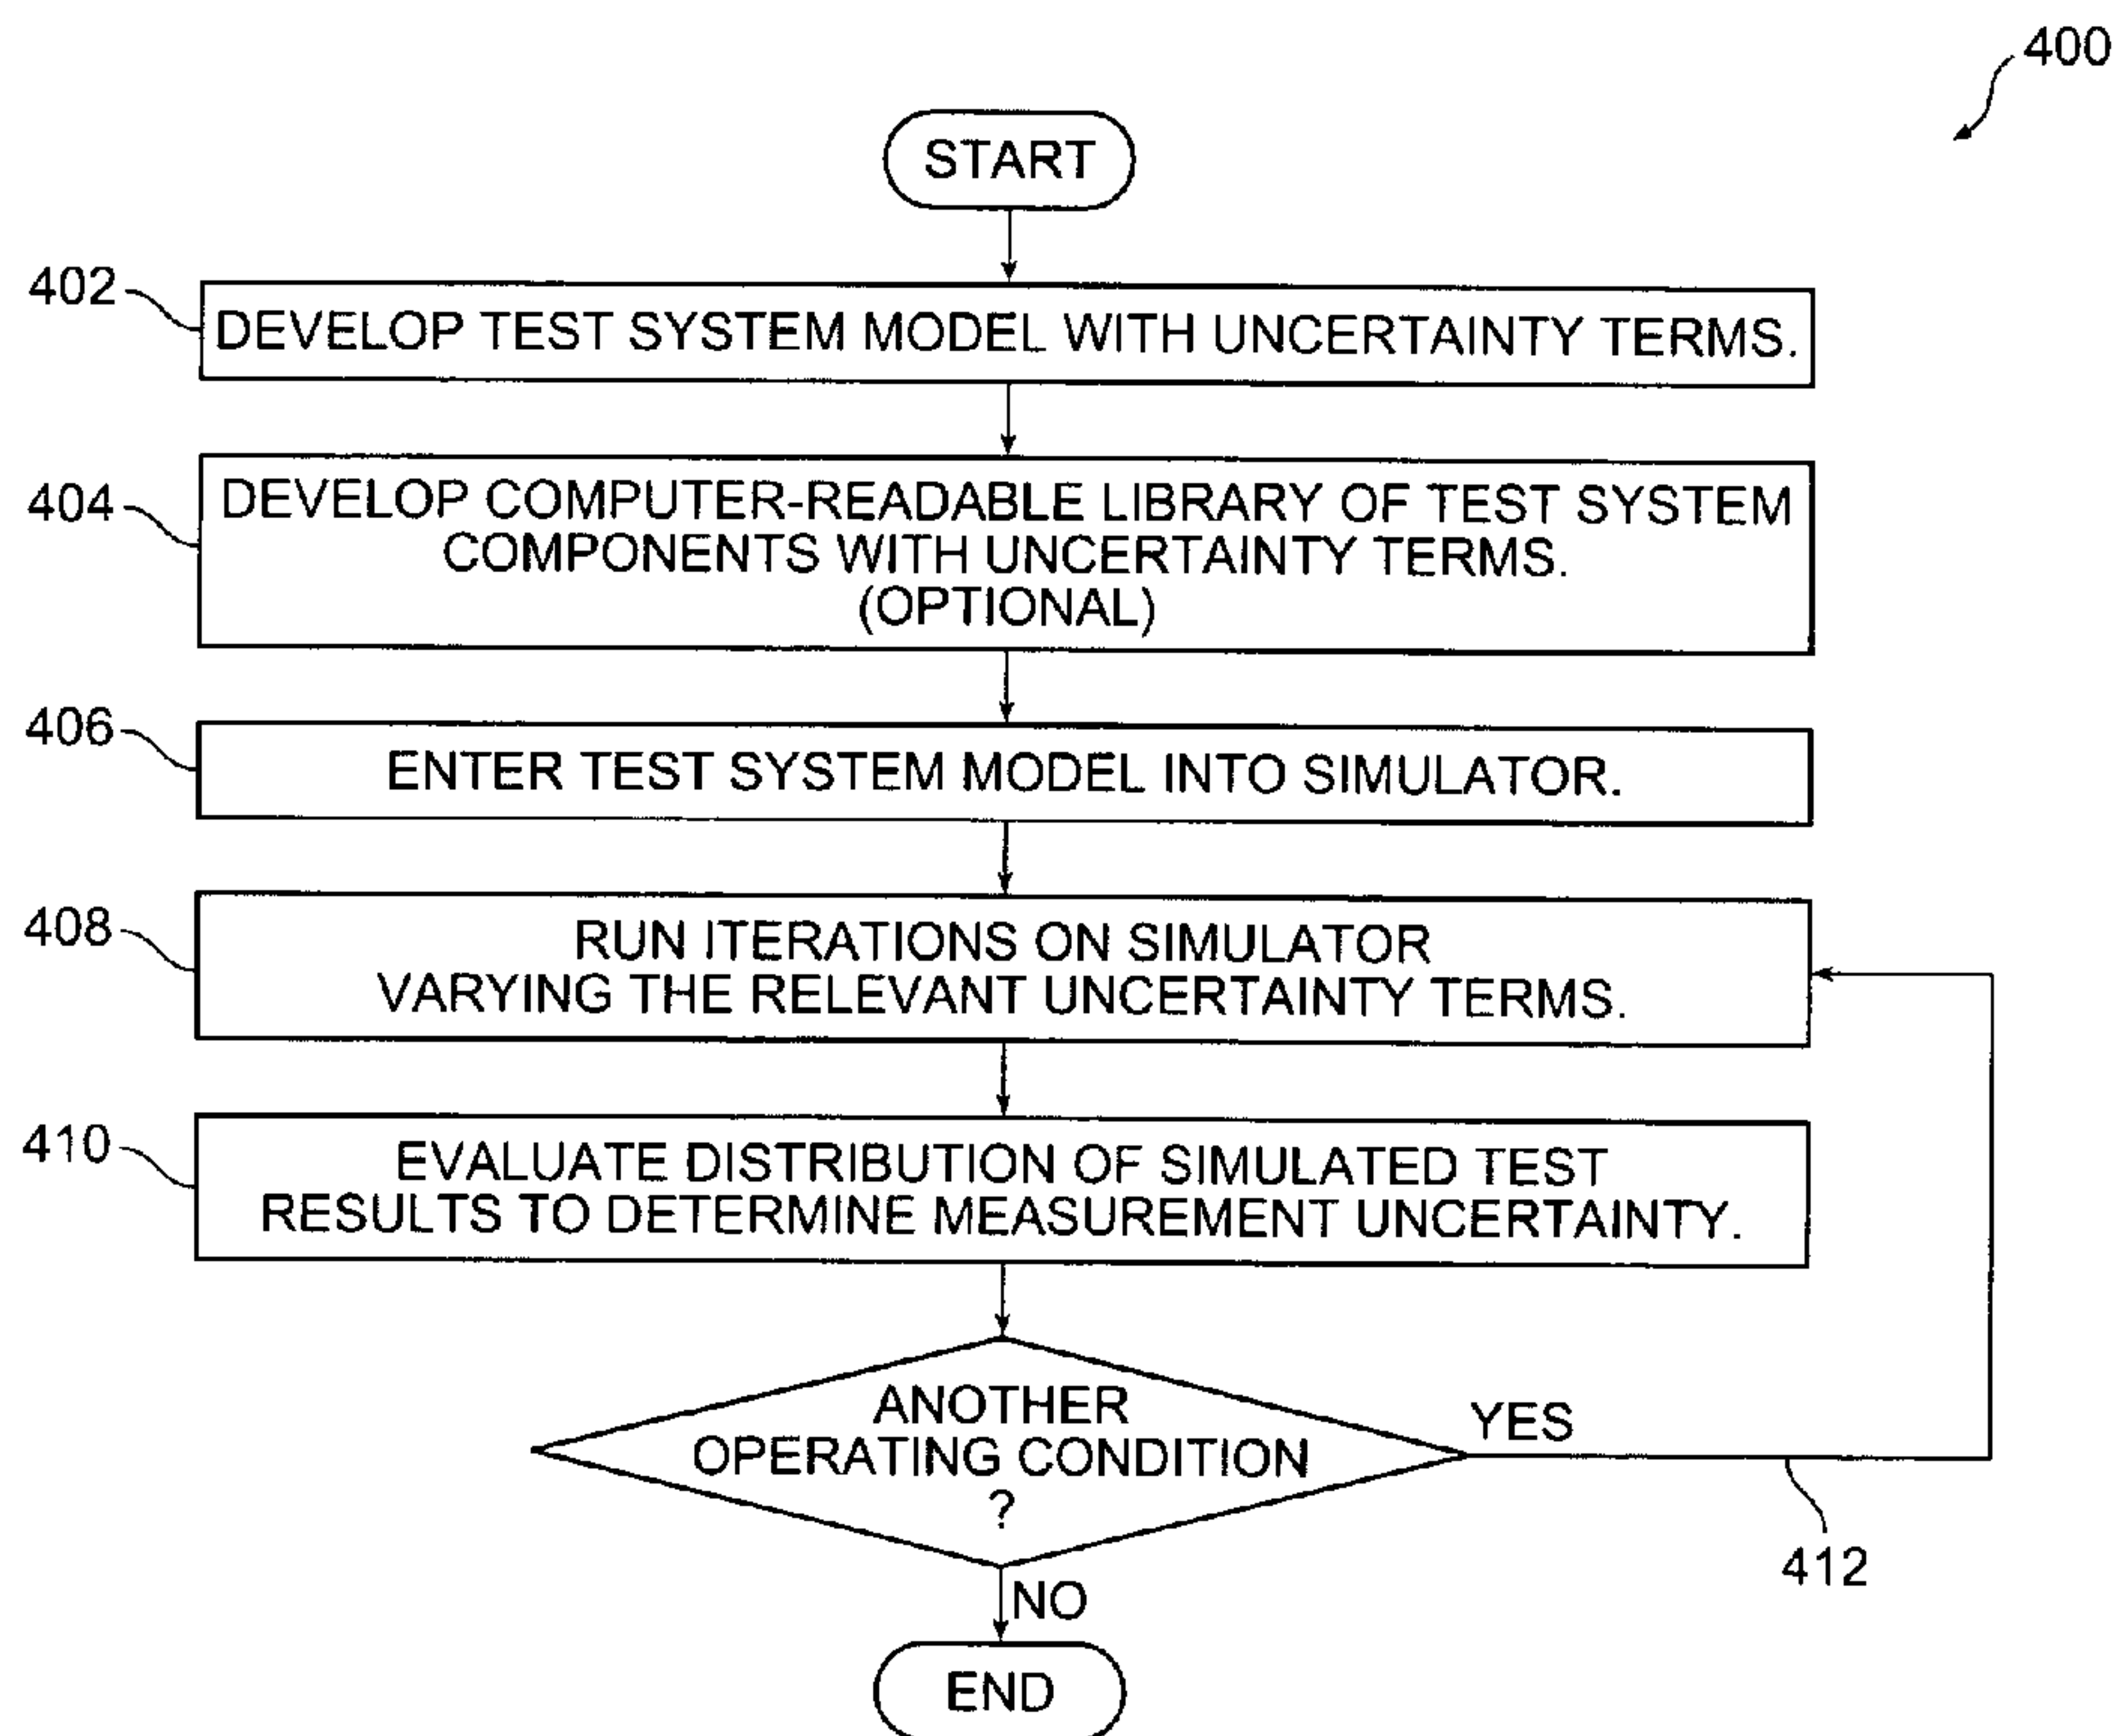 400
START
402
DEVELOP TEST SYSTEM MODEL WITH UNCERTAINTY TERMS.
404
DEVELOP COMPUTER-READABLE LIBRARY OF TEST SYSTEM
COMPONENTS WITH UNCERTAINTY TERMS.
(OPTIONAL)
406
ENTER TEST SYSTEM MODEL INTO SIMULATOR.
408
RUN ITERATIONS ON SIMULATOR
VARYING THE RELEVANT UNCERTAINTY TERMS.
410
EVALUATE DISTRIBUTION OF SIMULATED TEST
RESULTS TO DETERMINE MEASUREMENT UNCERTAINTY.
ANOTHER
OPERATING CONDITION
?
YES
412
NO
END